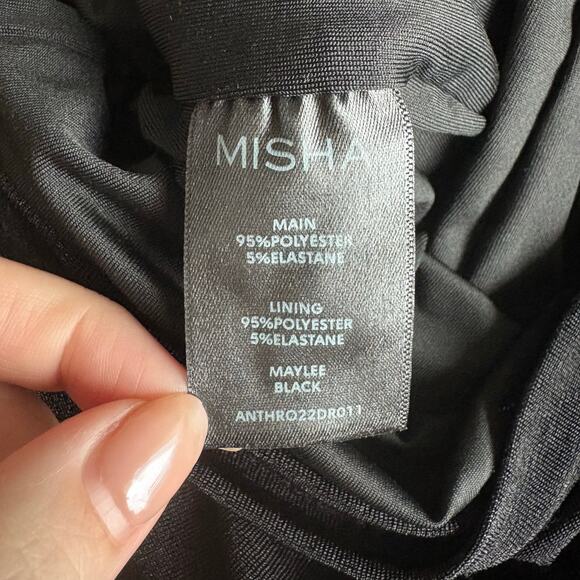 MISHA
MAIN
95%POLYESTER
5%ELASTANE
LINING
95%POLYESTER
5%ELASTANE
MAYLEE
BLACK
ANTHRO22DR011